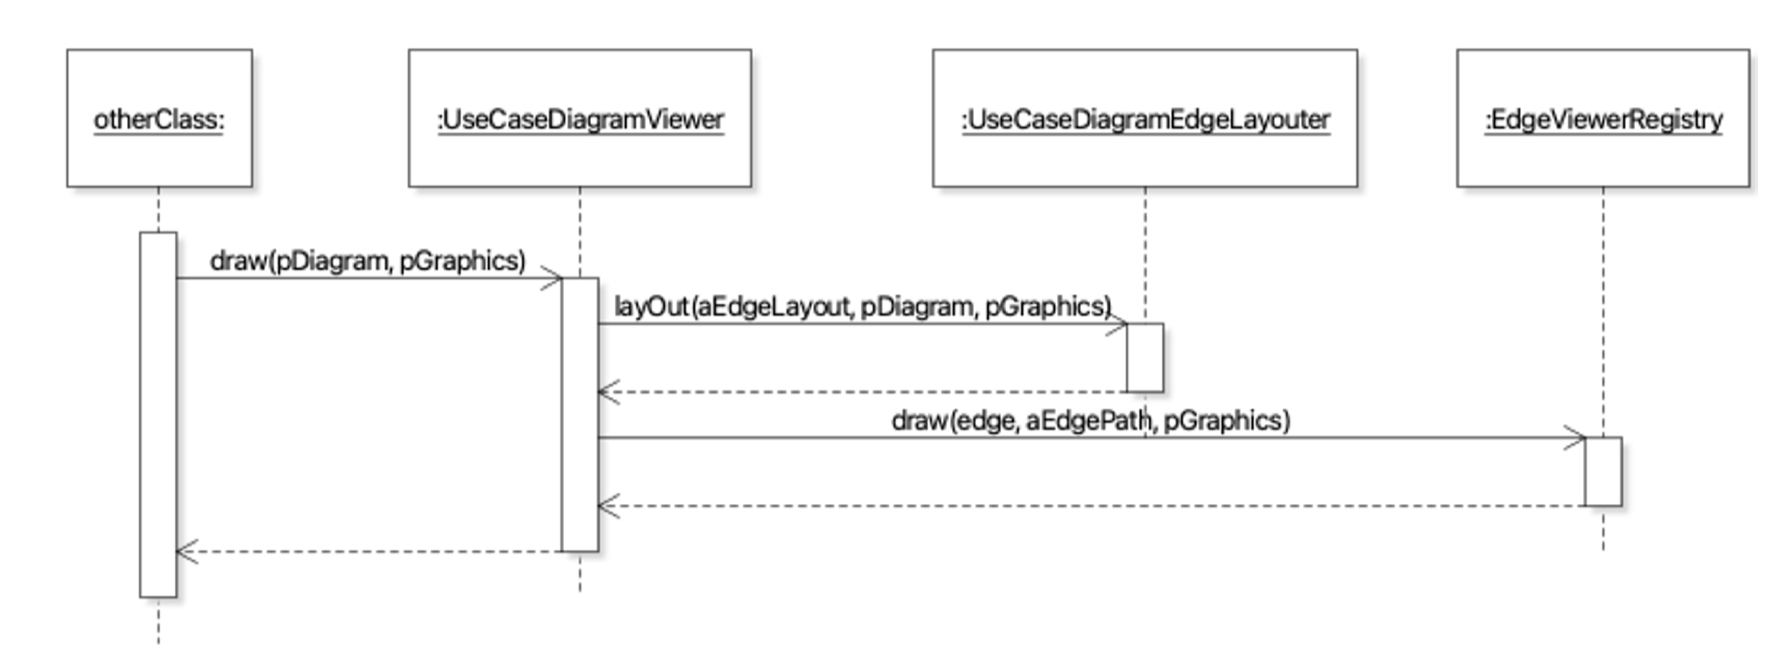 otherClass:
:UseCaseDiagramViewer
:UseCaseDiagramEdgeLayouter
:EdgeViewerRegistry
draw(pDiagram, pGraphics)
layOut(aEdgeLayout, pDiagram, pGraphics)
draw(edge, aEdgePath, pGraphics)